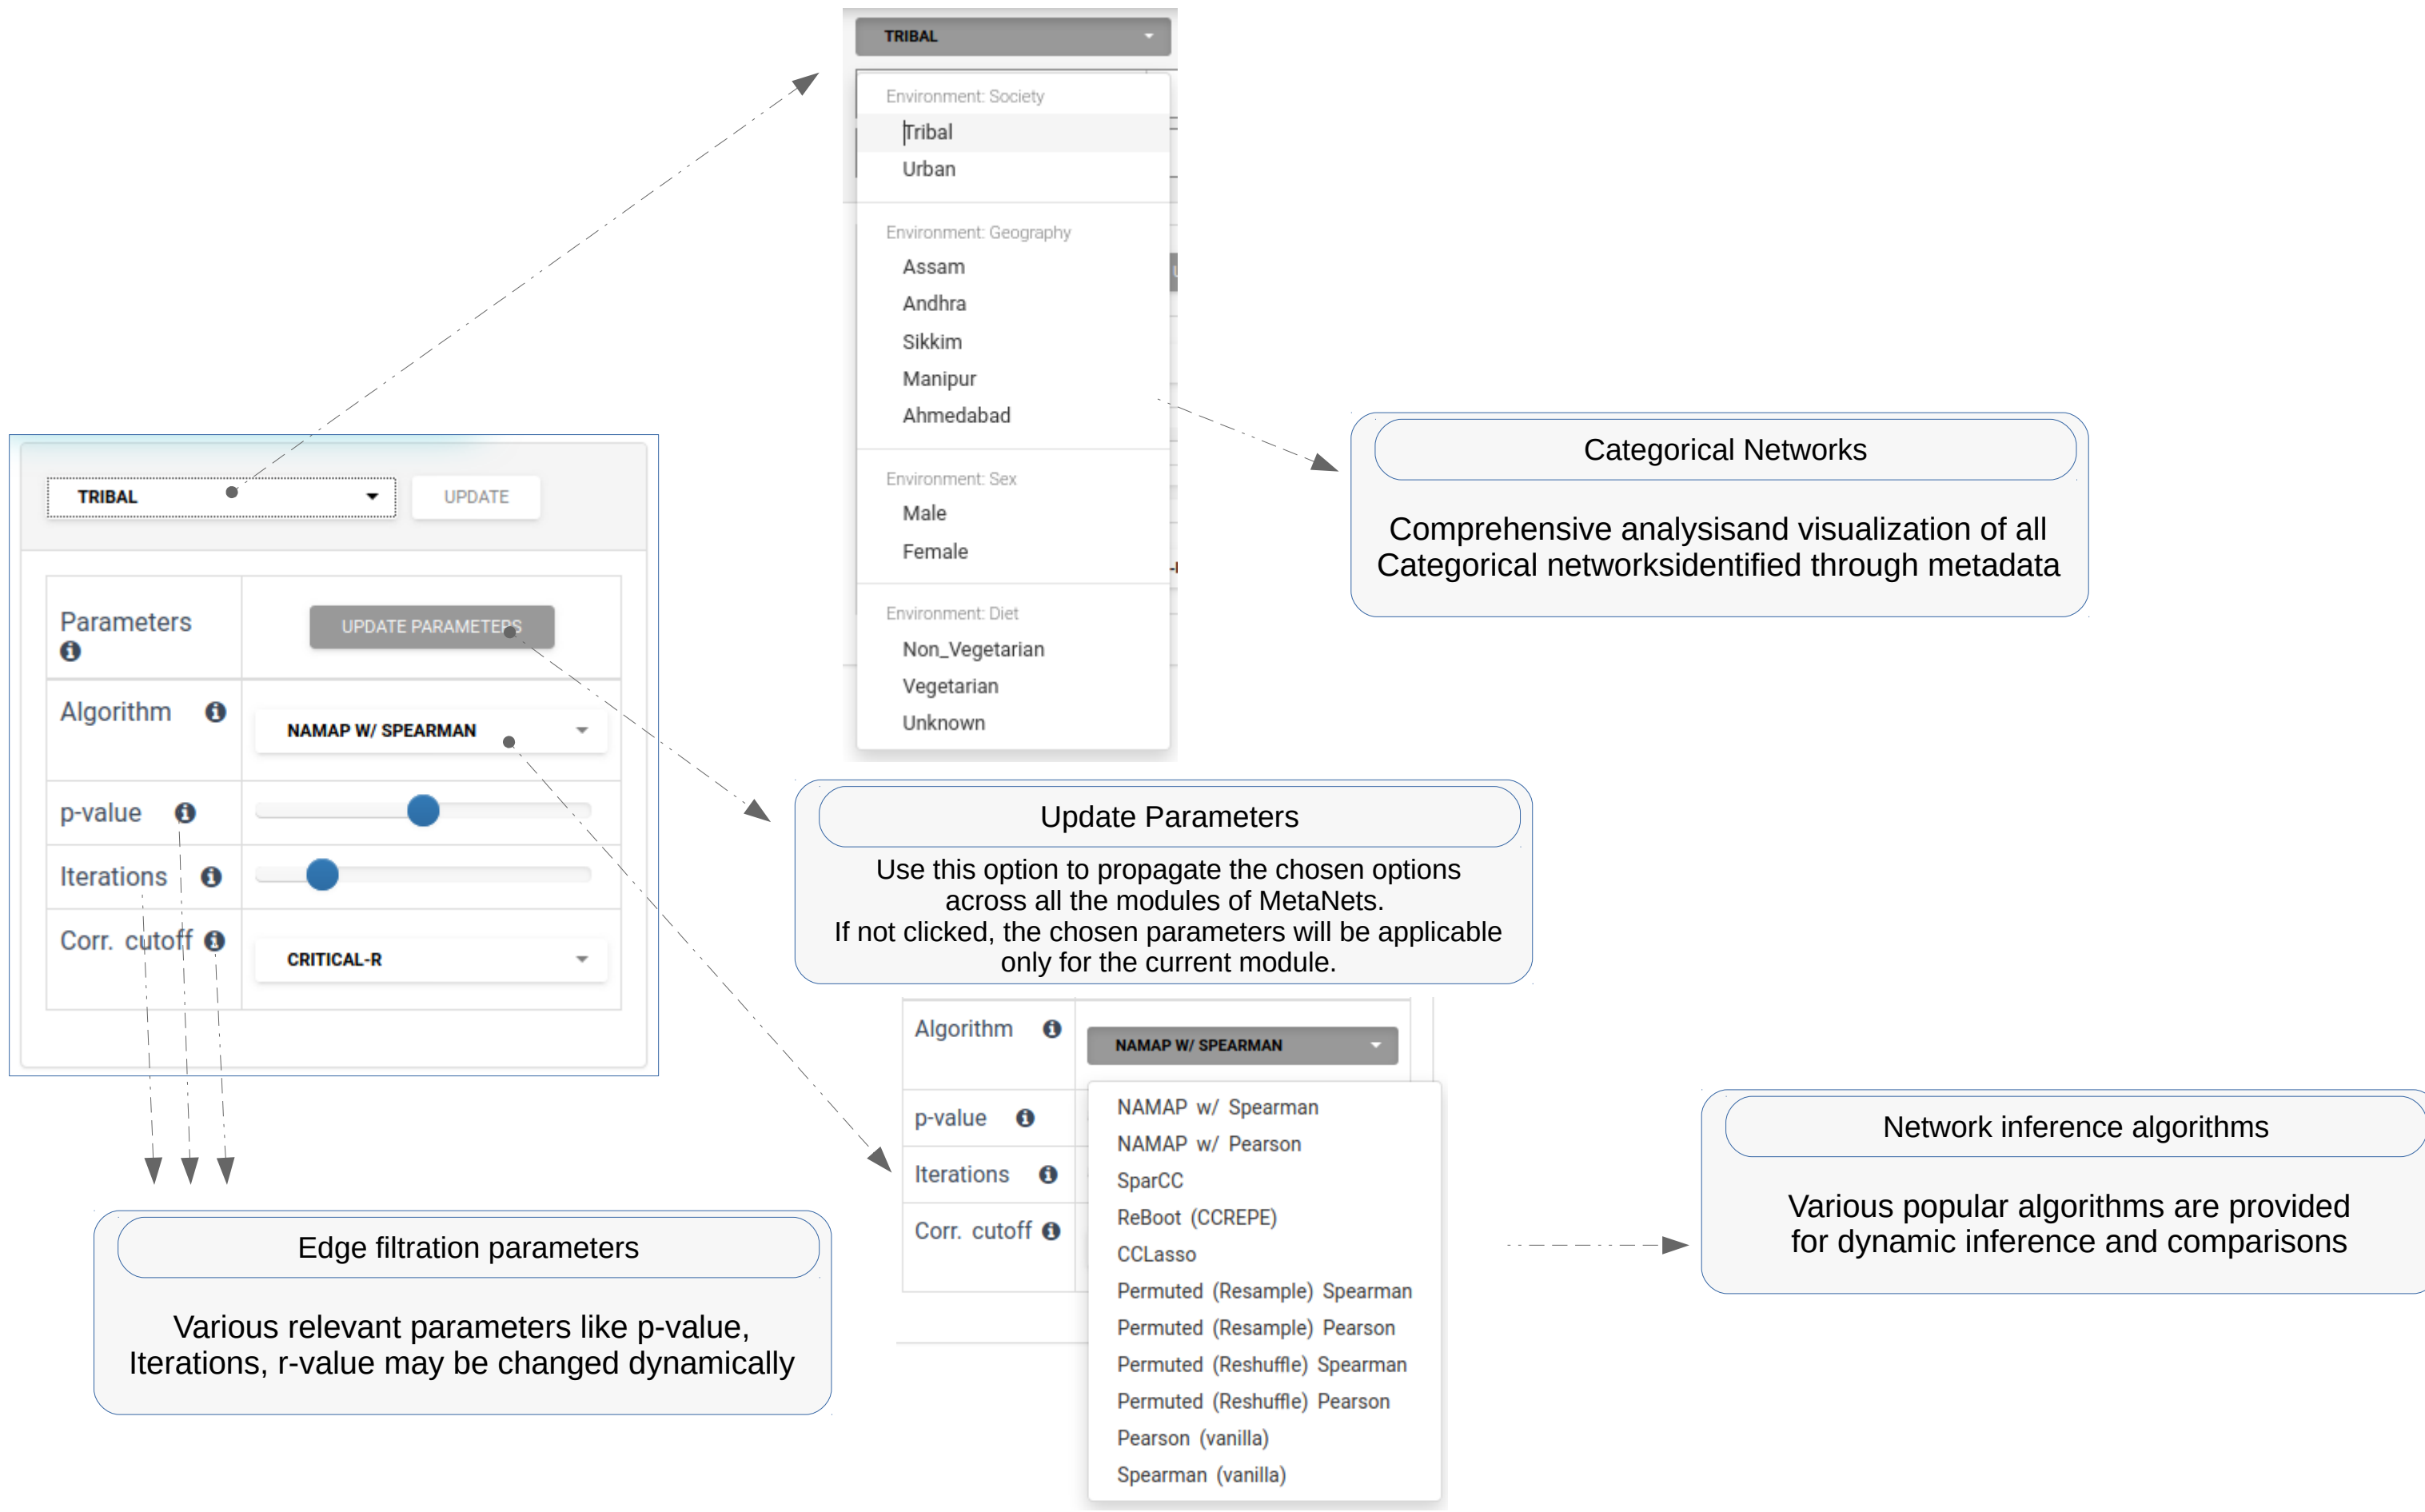 TRIBAL
Environment: Society
Tribal
Urban
Environment: Geography
Assam
Andhra
Sikkim
Manipur
Ahmedabad
Environment: Sex
Male
Female
Environment: Diet
Non_Vegetarian
Vegetarian
Unknown
Categorical Networks
Comprehensive analysisand visualization of all
Categorical networksidentified through metadata
TRIBAL UPDATE
Parameters UPDATE PARAMETERS
Algorithm NAMAP W/ SPEARMAN
p-value
Iterations
Corr. cutoff CRITICAL-R
Update Parameters
Use this option to propagate the chosen options
across all the modules of MetaNets.
If not clicked, the chosen parameters will be applicable
only for the current module.
Algorithm NAMAP W/ SPEARMAN
p-value
Iterations
Corr. cutoff
NAMAP w/ Spearman
NAMAP w/ Pearson
SparCC
ReBoot (CCREPE)
CCLasso
Permuted (Resample) Spearman
Permuted (Resample) Pearson
Permuted (Reshuffle) Spearman
Permuted (Reshuffle) Pearson
Pearson (vanilla)
Spearman (vanilla)
Network inference algorithms
Various popular algorithms are provided
for dynamic inference and comparisons
Edge filtration parameters
Various relevant parameters like p-value,
Iterations, r-value may be changed dynamically